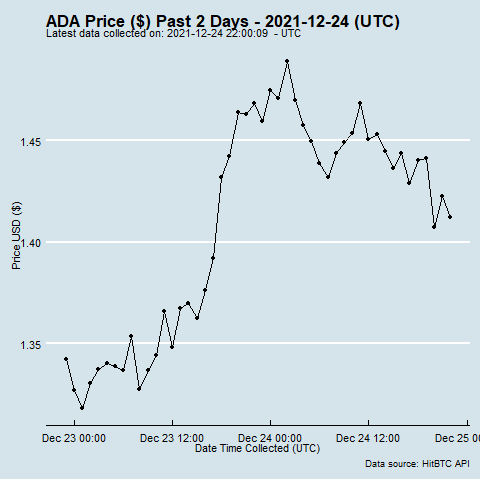 ADA Price ($) Past 2 Days - 2021-12-24 (UTC)
Latest data collected on: 2021-12-24 22:00:09  - UTC
1.45
1.40
1.35
Price USD ($)
Dec 23 00:00 Dec 23 12:00 Dec 24 00:00 Dec 24 12:00 Dec 25 00
Date Time Collected (UTC)
Data source: HitBTC API